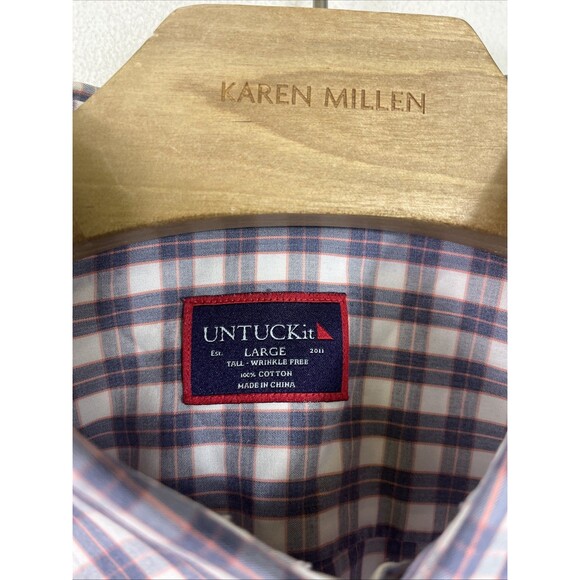 KAREN MILLEN
UNTUCKit
Est. LARGE 2011
TALL - WRINKLE FREE
100% COTTON
MADE IN CHINA